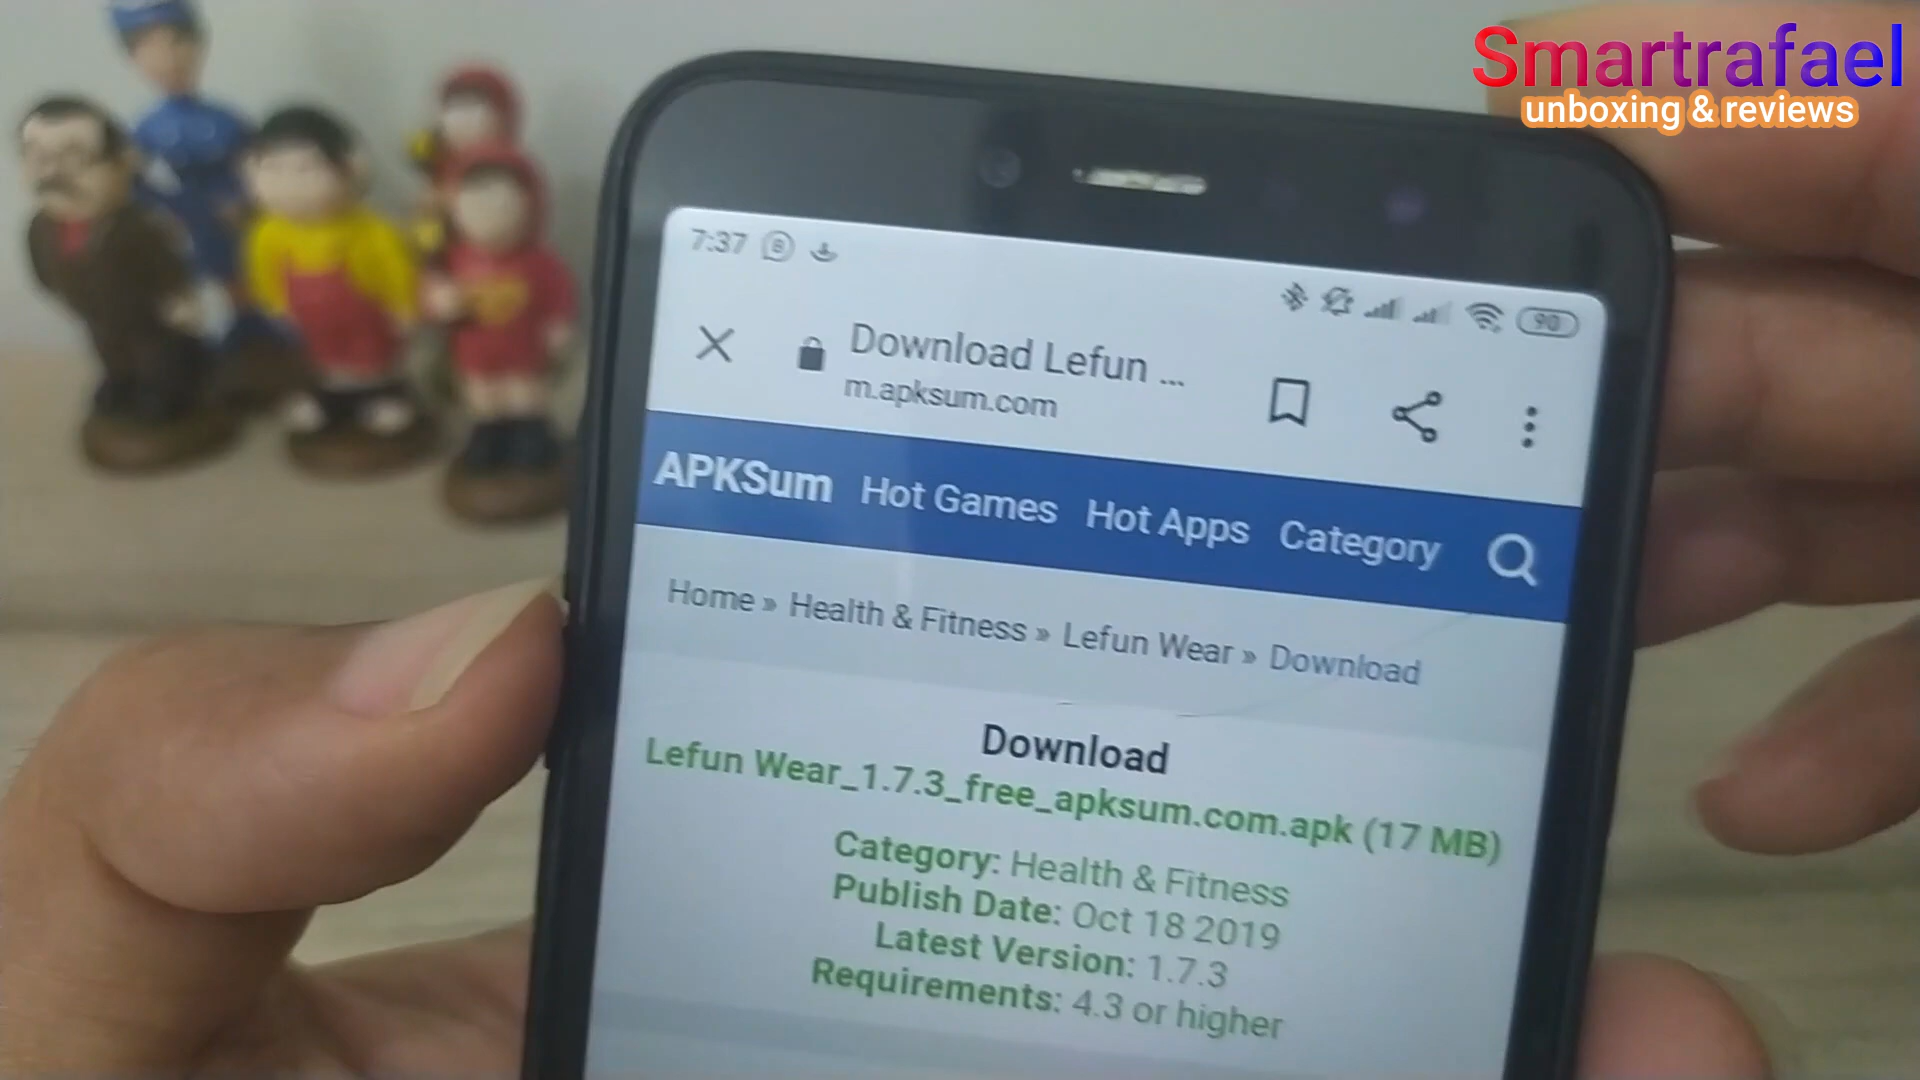 Smartrafael
unboxing & reviews
7:37
90
Download Lefun ...
m.apksum.com
APKSum Hot Games Hot Apps Category
Home » Health & Fitness » Lefun Wear » Download
Download
Lefun Wear_1.7.3_free_apksum.com.apk (17 MB)
Category: Health & Fitness
Publish Date: Oct 18 2019
Latest Version: 1.7.3
Requirements: 4.3 or higher